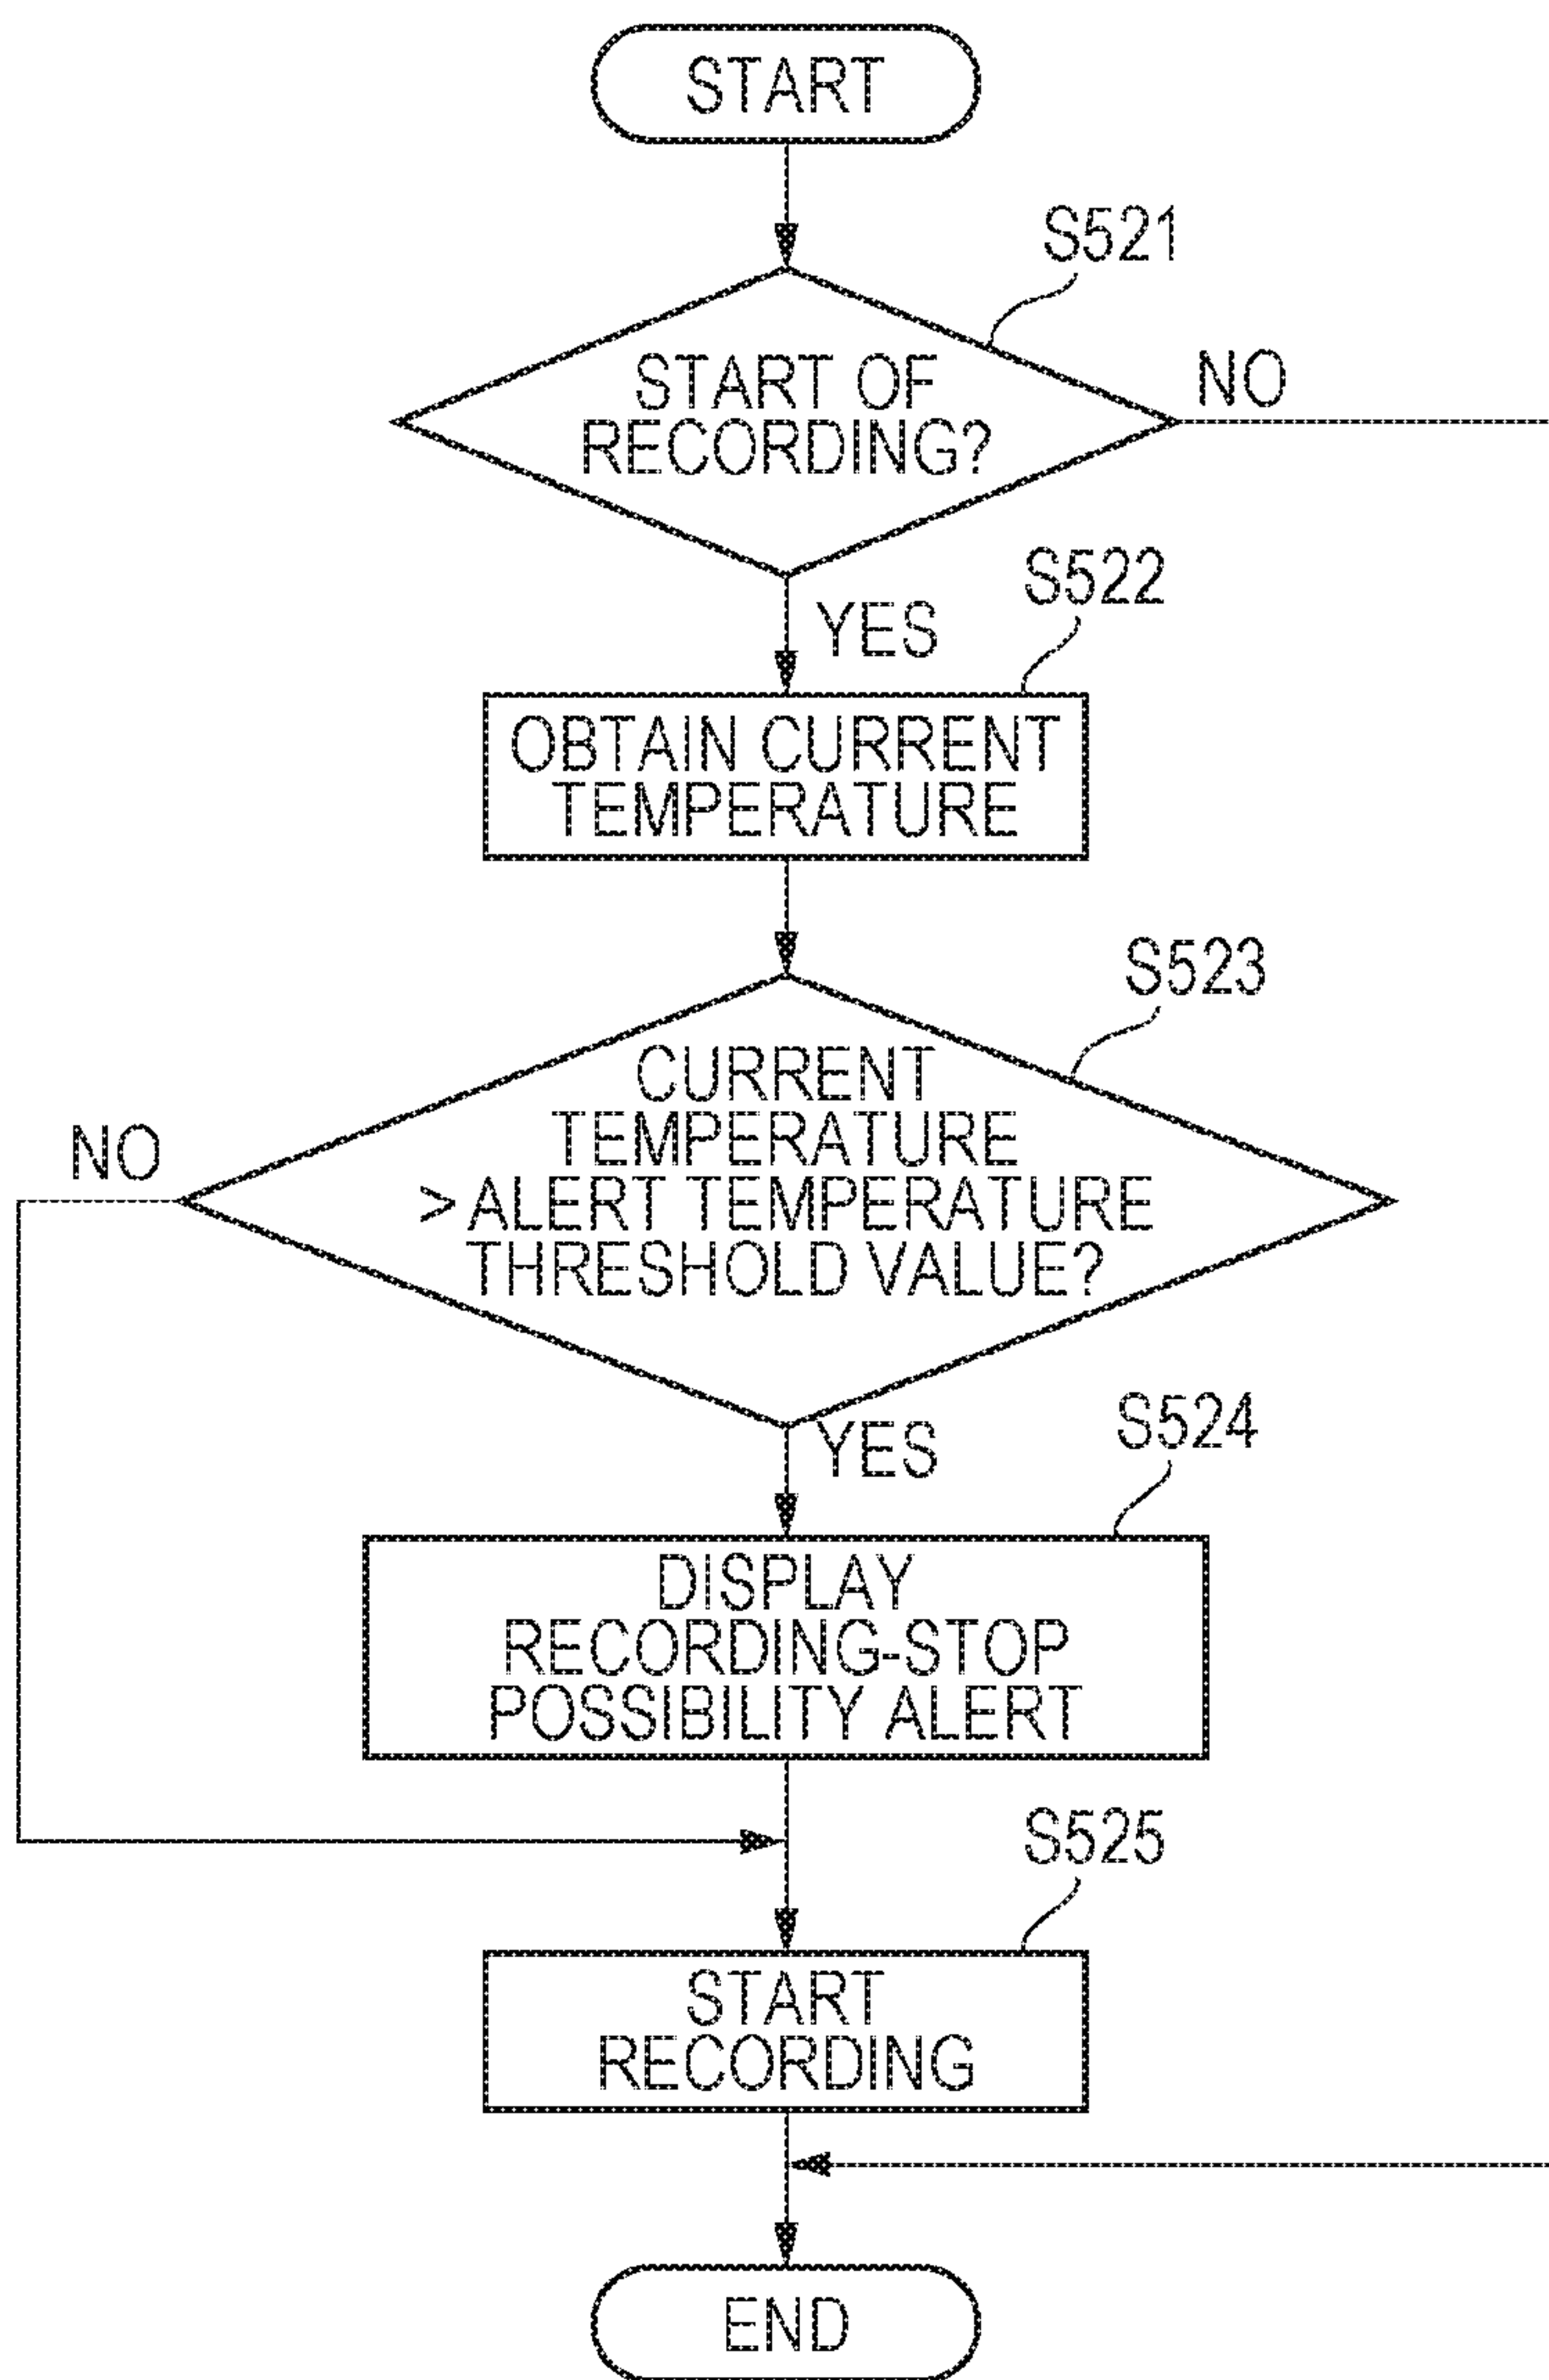 START
S521
START OF
RECORDING?
NO
S522
YES
OBTAIN CURRENT
TEMPERATURE
S523
CURRENT
TEMPERATURE
> ALERT TEMPERATURE
THRESHOLD VALUE?
NO
YES
S524
DISPLAY
RECORDING-STOP
POSSIBILITY ALERT
S525
START
RECORDING
END